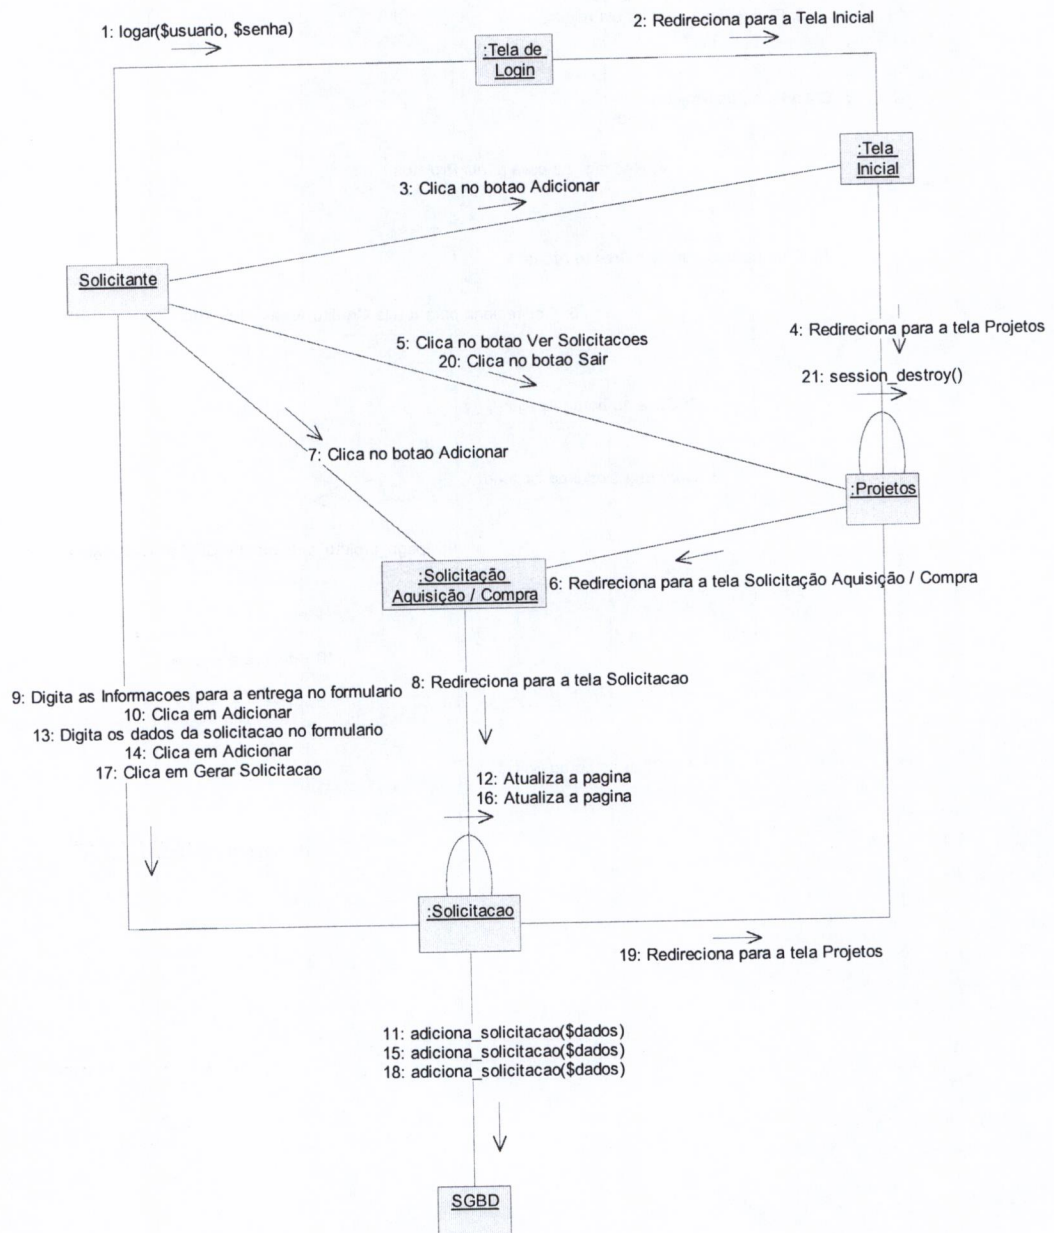 1: logar($usuario, $senha)
2: Redireciona para a Tela Inicial
:Tela de
Login
:Tela
Inicial
3: Clica no botao Adicionar
Solicitante
4: Redireciona para a tela Projetos
5: Clica no botao Ver Solicitacoes
20: Clica no botao Sair
21: session_destroy()
7: Clica no botao Adicionar
:Projetos
:Solicitação
Aquisição / Compra
6: Redireciona para a tela Solicitação Aquisição / Compra
8: Redireciona para a tela Solicitacao
9: Digita as Informacoes para a entrega no formulario
10: Clica em Adicionar
13: Digita os dados da solicitacao no formulario
14: Clica em Adicionar
17: Clica em Gerar Solicitacao
12: Atualiza a pagina
16: Atualiza a pagina
:Solicitacao
19: Redireciona para a tela Projetos
11: adiciona_solicitacao($dados)
15: adiciona_solicitacao($dados)
18: adiciona_solicitacao($dados)
SGBD